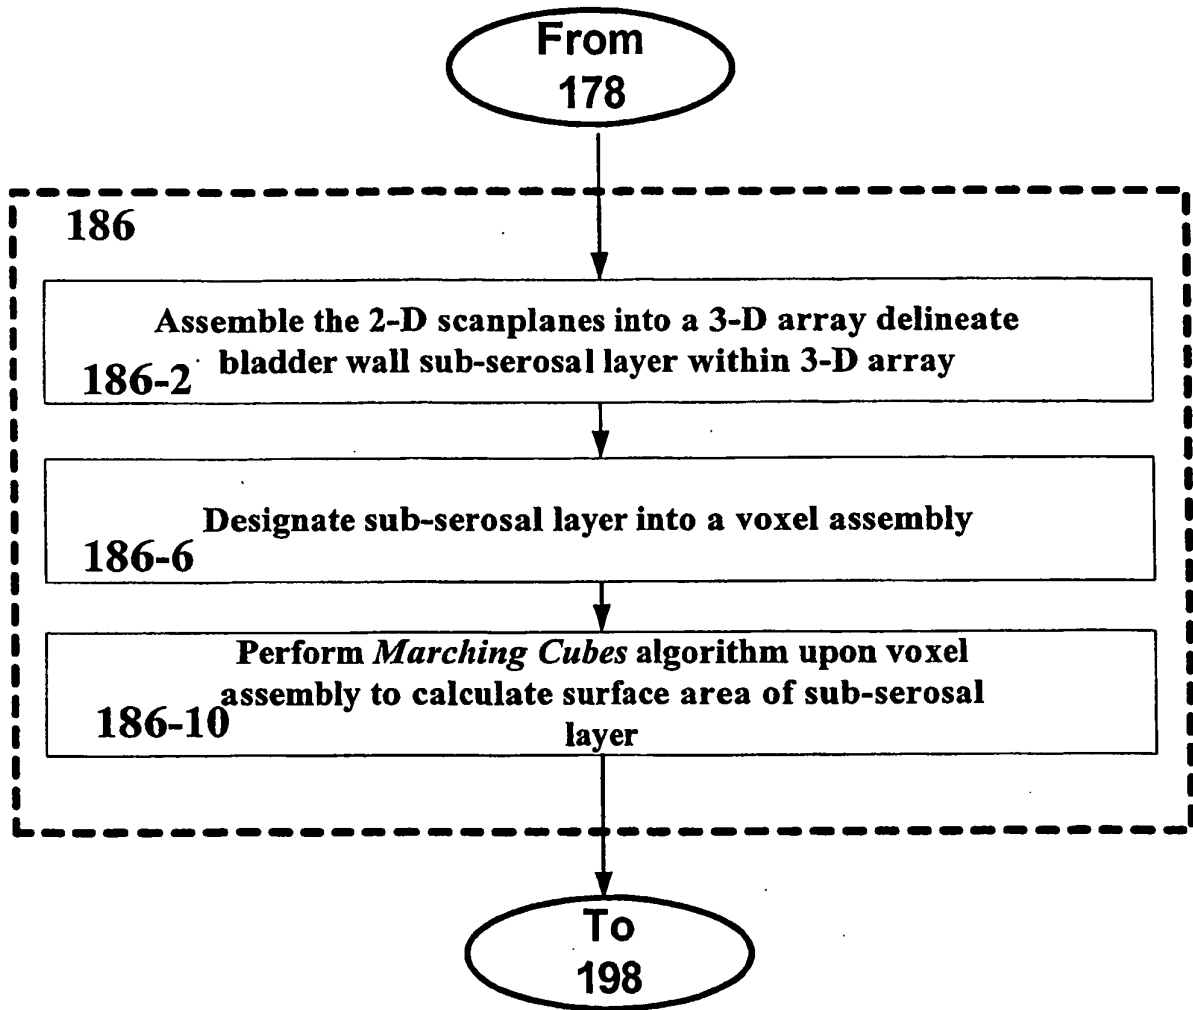 From
178
186
Assemble the 2-D scanplanes into a 3-D array delineate
bladder wall sub-serosal layer within 3-D array
186-2
Designate sub-serosal layer into a voxel assembly
186-6
Perform Marching Cubes algorithm upon voxel
assembly to calculate surface area of sub-serosal
186-10
layer
To
198